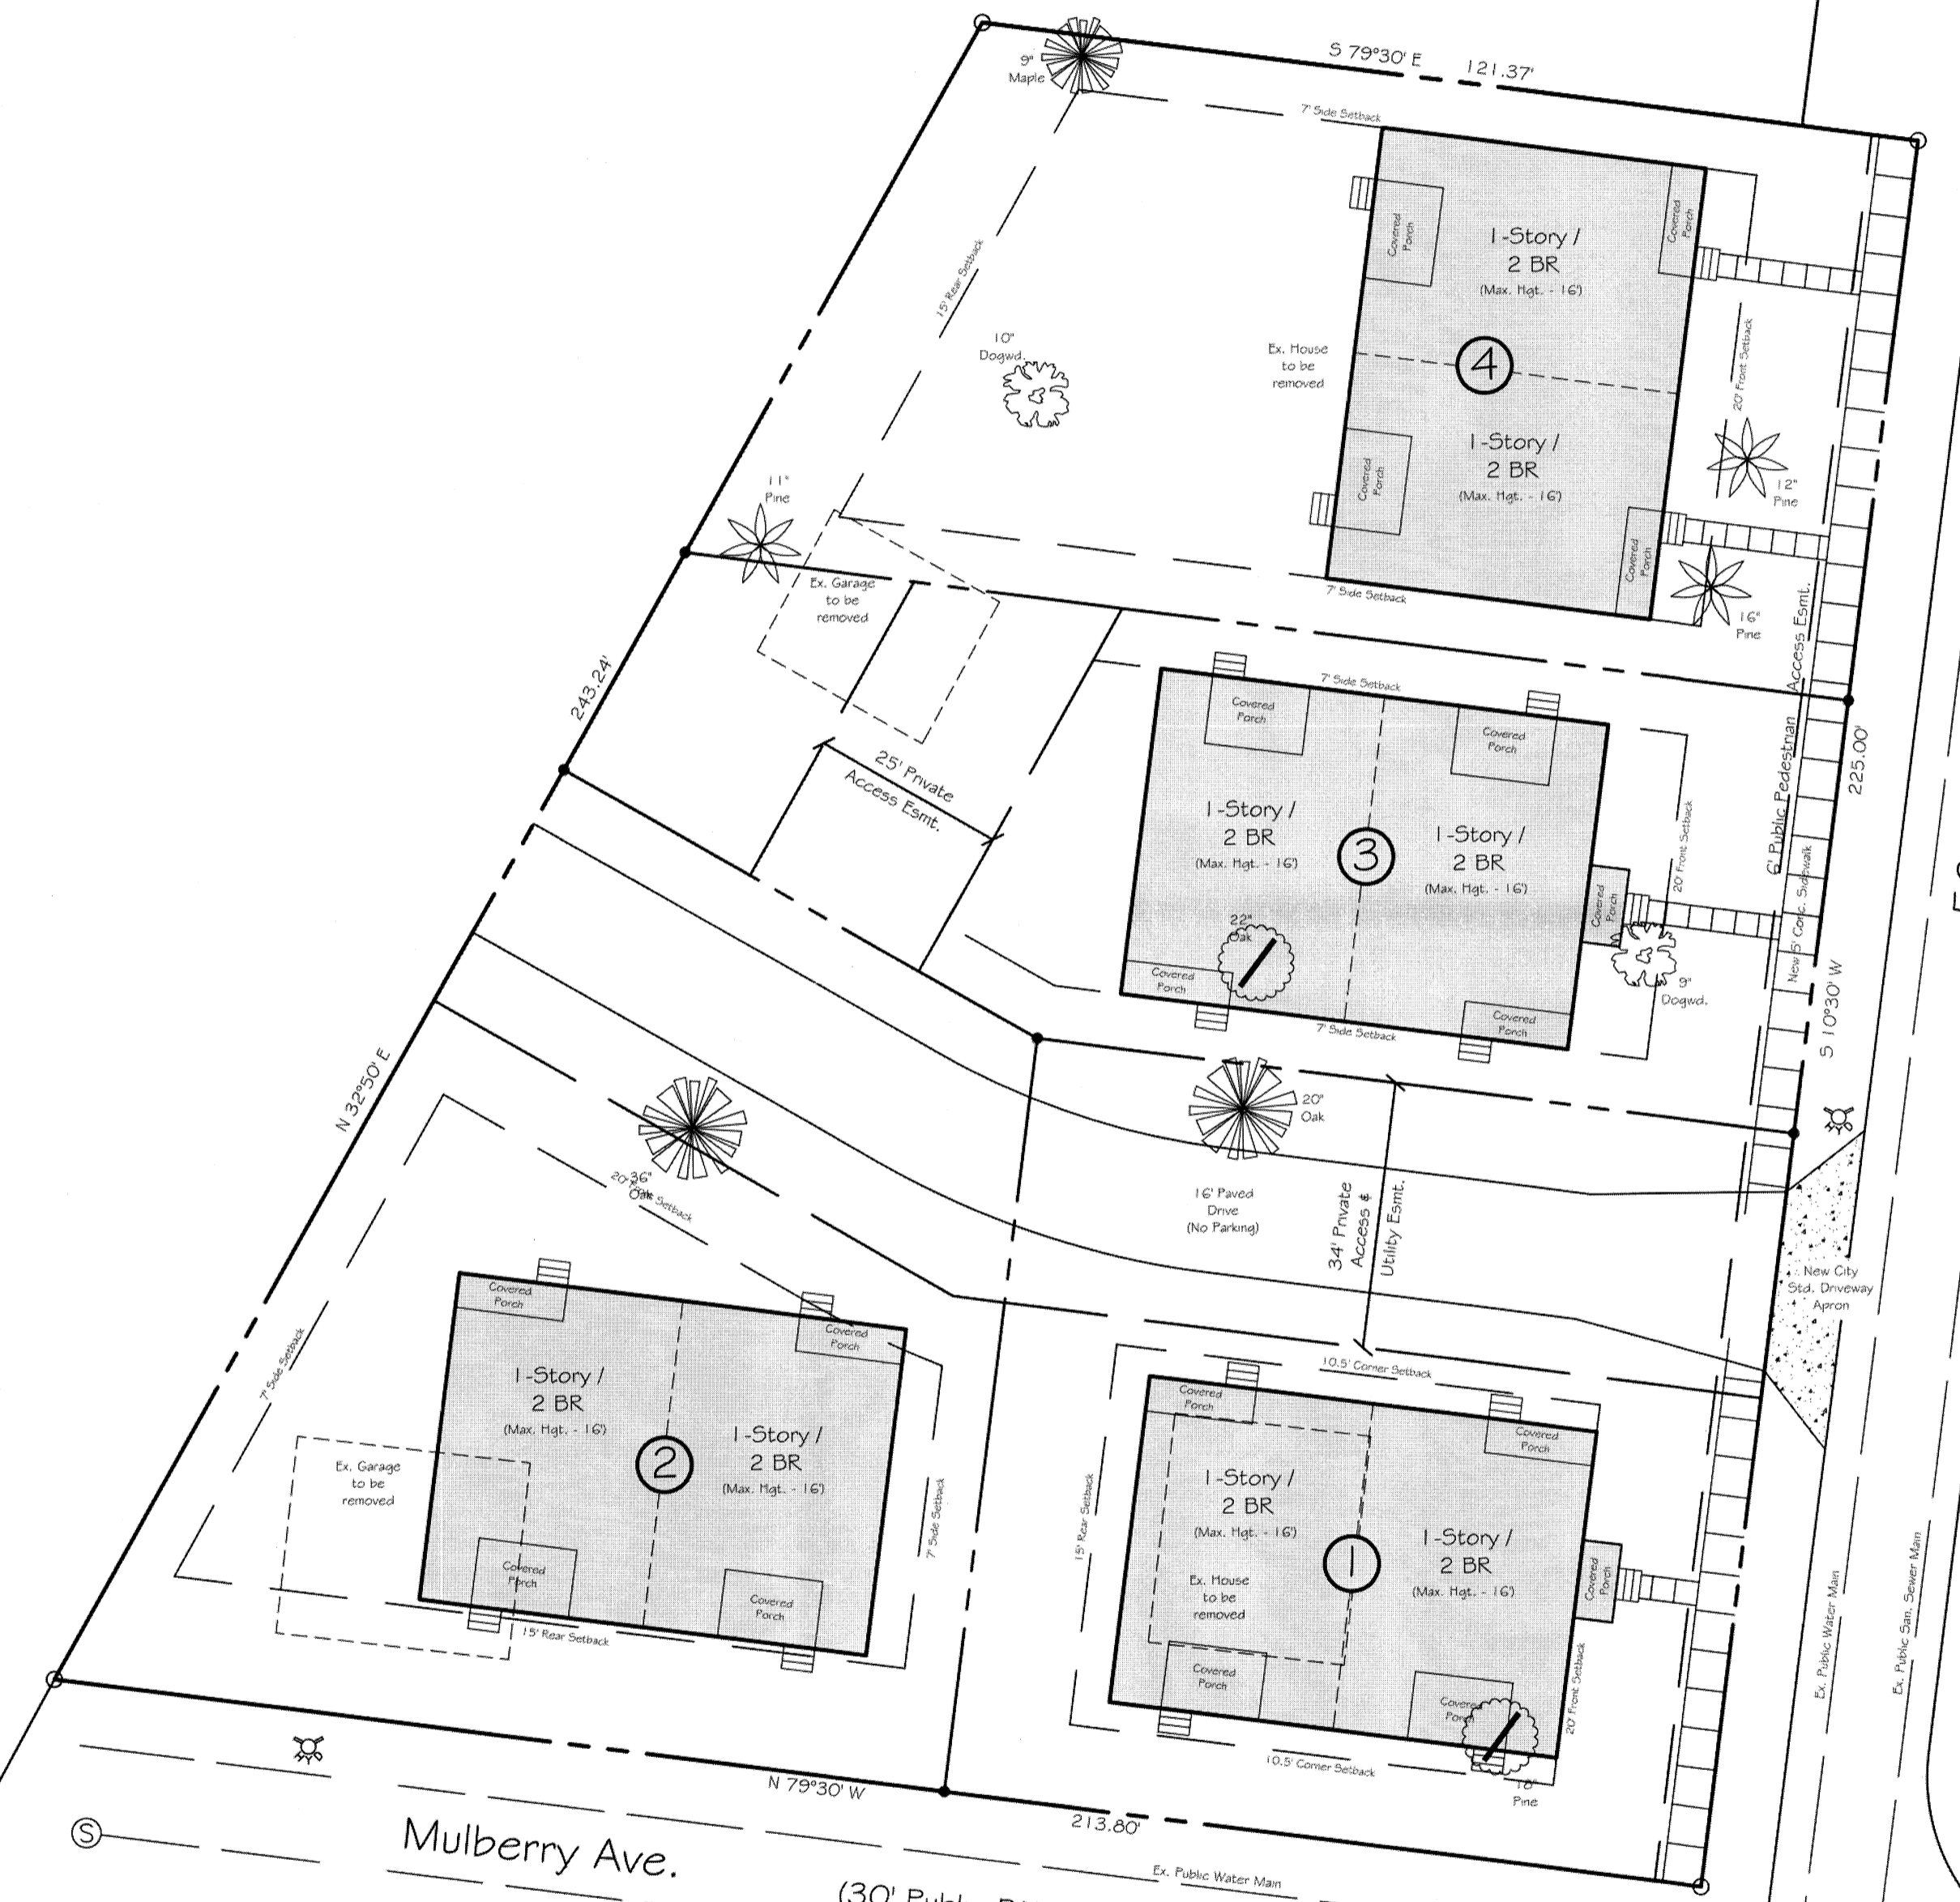 S 79°30' E 121.37'
9"
Maple
7' Side Setback
Covered
Porch
Covered
Porch
1-Story /
2 BR
(Max. Hgt. - 16')
15' Rear Setback
10"
Dogwd.
Ex. House
to be
removed
4
20' Front Setback
1-Story /
2 BR
(Max. Hgt. - 16')
Covered
Porch
Covered
Porch
12"
Pine
11"
Pine
Ex. Garage
to be
removed
7' Side Setback
16"
Pine
6' Public Pedestrian Access Esmt.
243.24'
7' Side Setback
Covered
Porch
Covered
Porch
225.00'
25' Private
Access Esmt.
1-Story /
2 BR
(Max. Hgt. - 16')
3
1-Story /
2 BR
(Max. Hgt. - 16')
20' Front Setback
Covered
Porch
New 5' Conc. Sidewalk
22"
Oak
Covered
Porch
Covered
Porch
9"
Dogwd.
7' Side Setback
S 10°30' W
N 32°50' E
20"
Oak
36"
Oak
20' Front Setback
16' Paved
Drive
(No Parking)
34' Private
Access &
Utility Esmt.
New City
Std. Driveway
Apron
Covered
Porch
Covered
Porch
7' Side Setback
1-Story /
2 BR
(Max. Hgt. - 16')
2
1-Story /
2 BR
(Max. Hgt. - 16')
Ex. Garage
to be
removed
Covered
Porch
Covered
Porch
7' Side Setback
15' Rear Setback
10.5' Corner Setback
Covered
Porch
Covered
Porch
1-Story /
2 BR
(Max. Hgt. - 16')
15' Rear Setback
1
1-Story /
2 BR
(Max. Hgt. - 16')
Ex. House
to be
removed
Covered
Porch
Covered
Porch
Covered
Porch
20' Front Setback
10.5' Corner Setback
18"
Pine
Ex. Public Water Main
Ex. Public San. Sewer Main
N 79°30' W
213.80'
S
Mulberry Ave.
Ex. Public Water Main
(30'